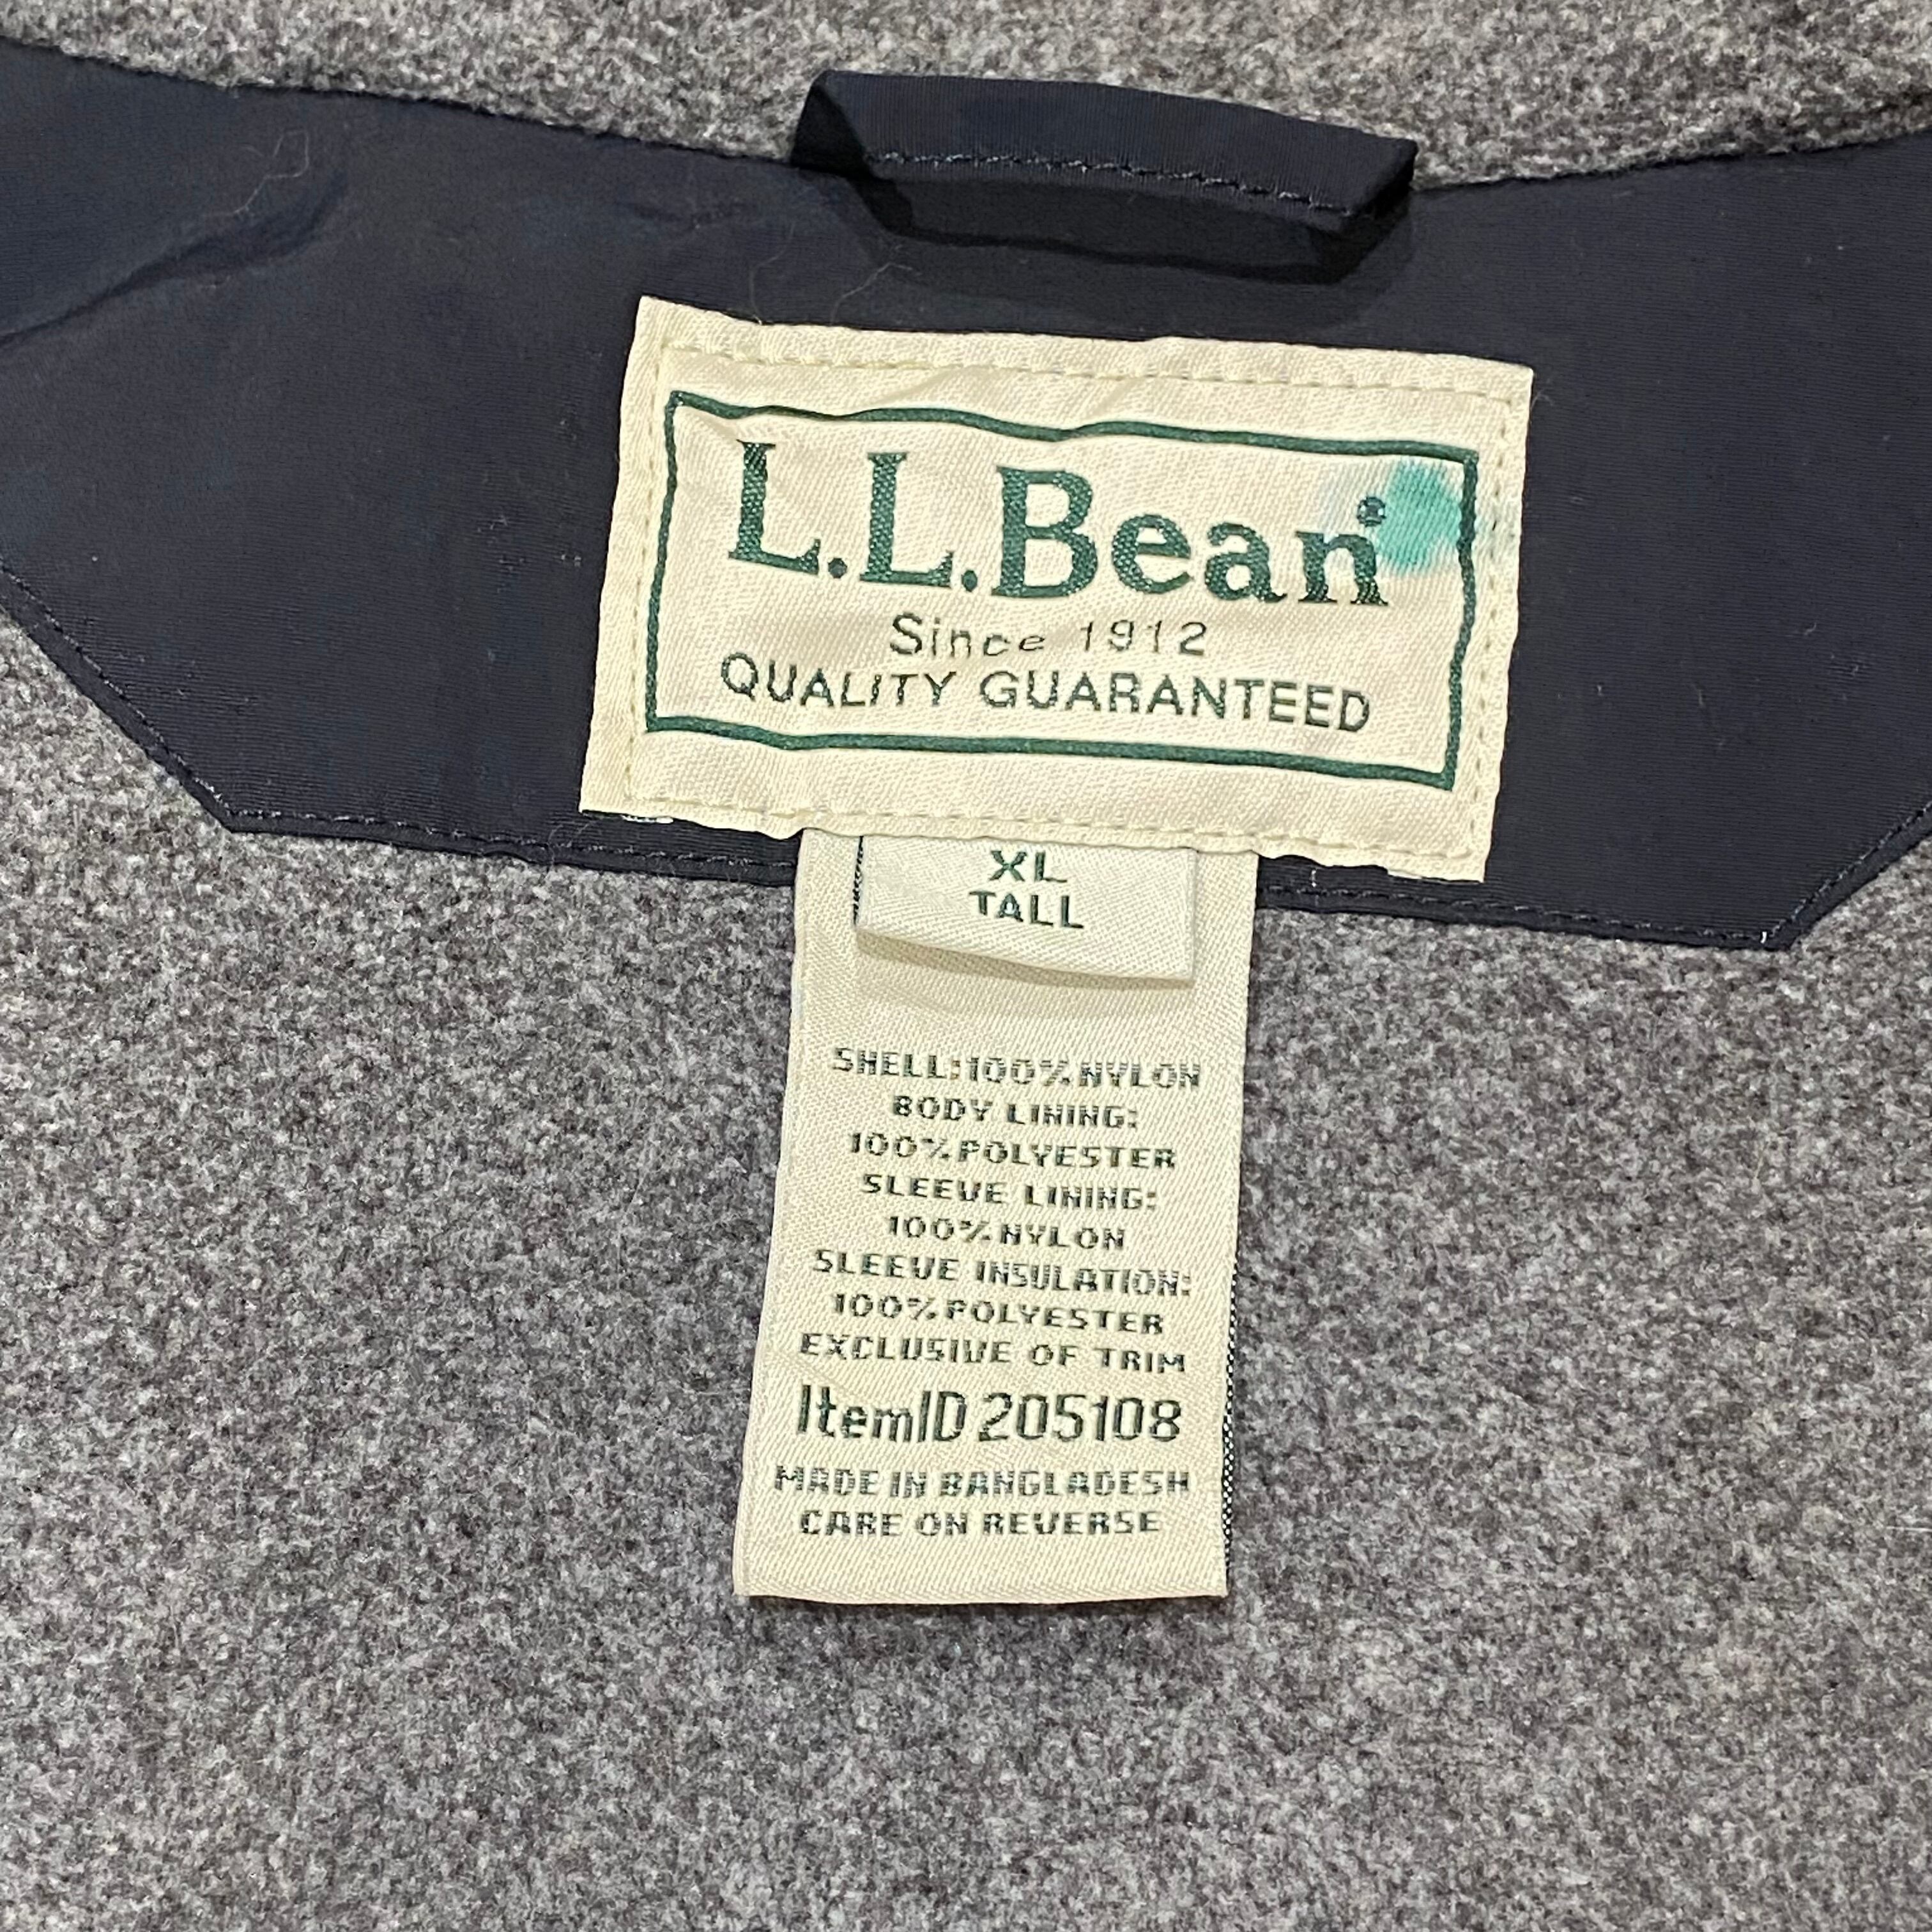 L.L.Bean®
Since 1912
QUALITY GUARANTEED
XL
TALL
SHELL:100%NYLON
BODY LINING:
100%POLYESTER
SLEEVE LINING:
100%NYLON
SLEEVE INSULATION:
100%POLYESTER
EXCLUSIVE OF TRIM
ItemID 205108
MADE IN BANGLADESH
CARE ON REVERSE